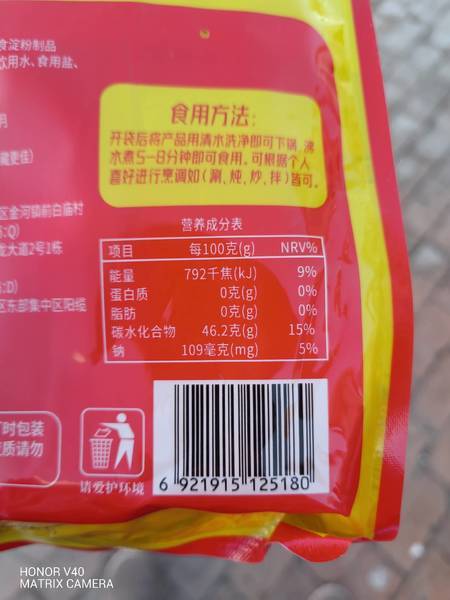 食淀粉制品
饮用水、食用盐、
月
藏更佳)
食用方法:
开袋后将产品用清水洗净即可下锅,沸
水煮5-8分钟即可食用。可根据个人
喜好进行烹调如(涮,炖,炒,拌)皆可。
区金河镇前白庙村
:Q)
龙大道2号1栋
:D)
区东部集中区阳缆
营养成分表
项目 每100克(g) NRV%
能量 792千焦(kJ) 9%
蛋白质 0克(g) 0%
脂肪 0克(g) 0%
碳水化合物 46.2克(g) 15%
钠 109毫克(mg) 5%
时包装
质请勿
请爱护环境
6 921915 125180
HONOR V40
MATRIX CAMERA